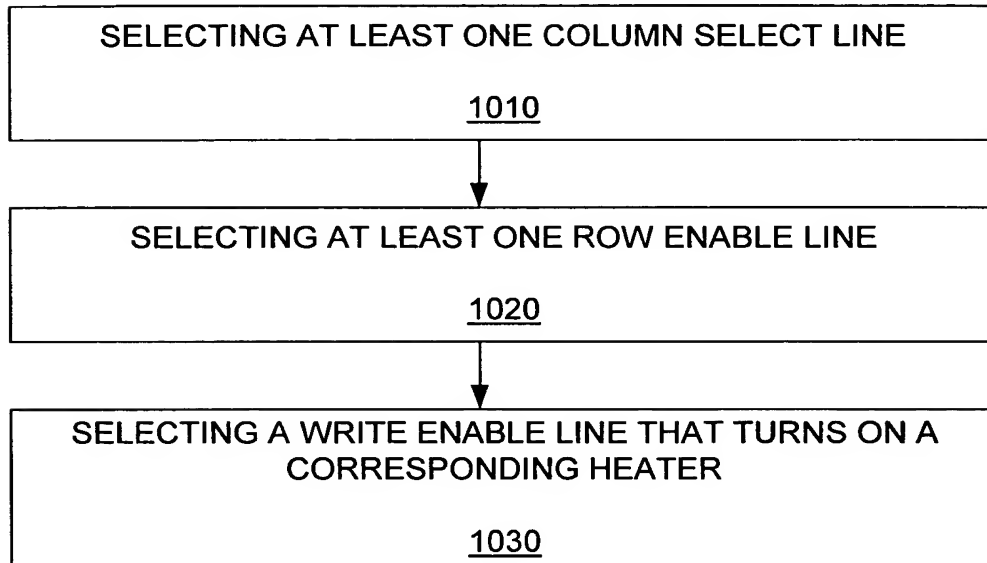 SELECTING AT LEAST ONE COLUMN SELECT LINE
1010
SELECTING AT LEAST ONE ROW ENABLE LINE
1020
SELECTING A WRITE ENABLE LINE THAT TURNS ON A
CORRESPONDING HEATER
1030